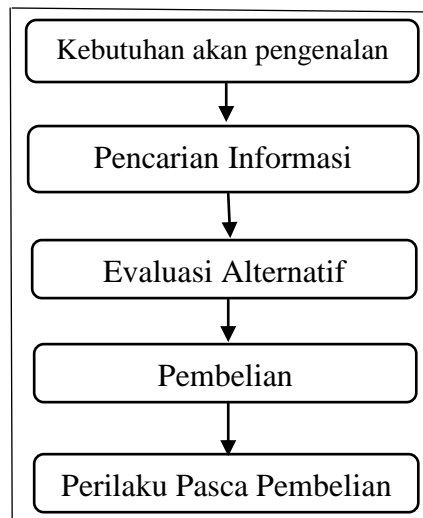 Kebutuhan akan pengenalan
Pencarian Informasi
Evaluasi Alternatif
Pembelian
Perilaku Pasca Pembelian